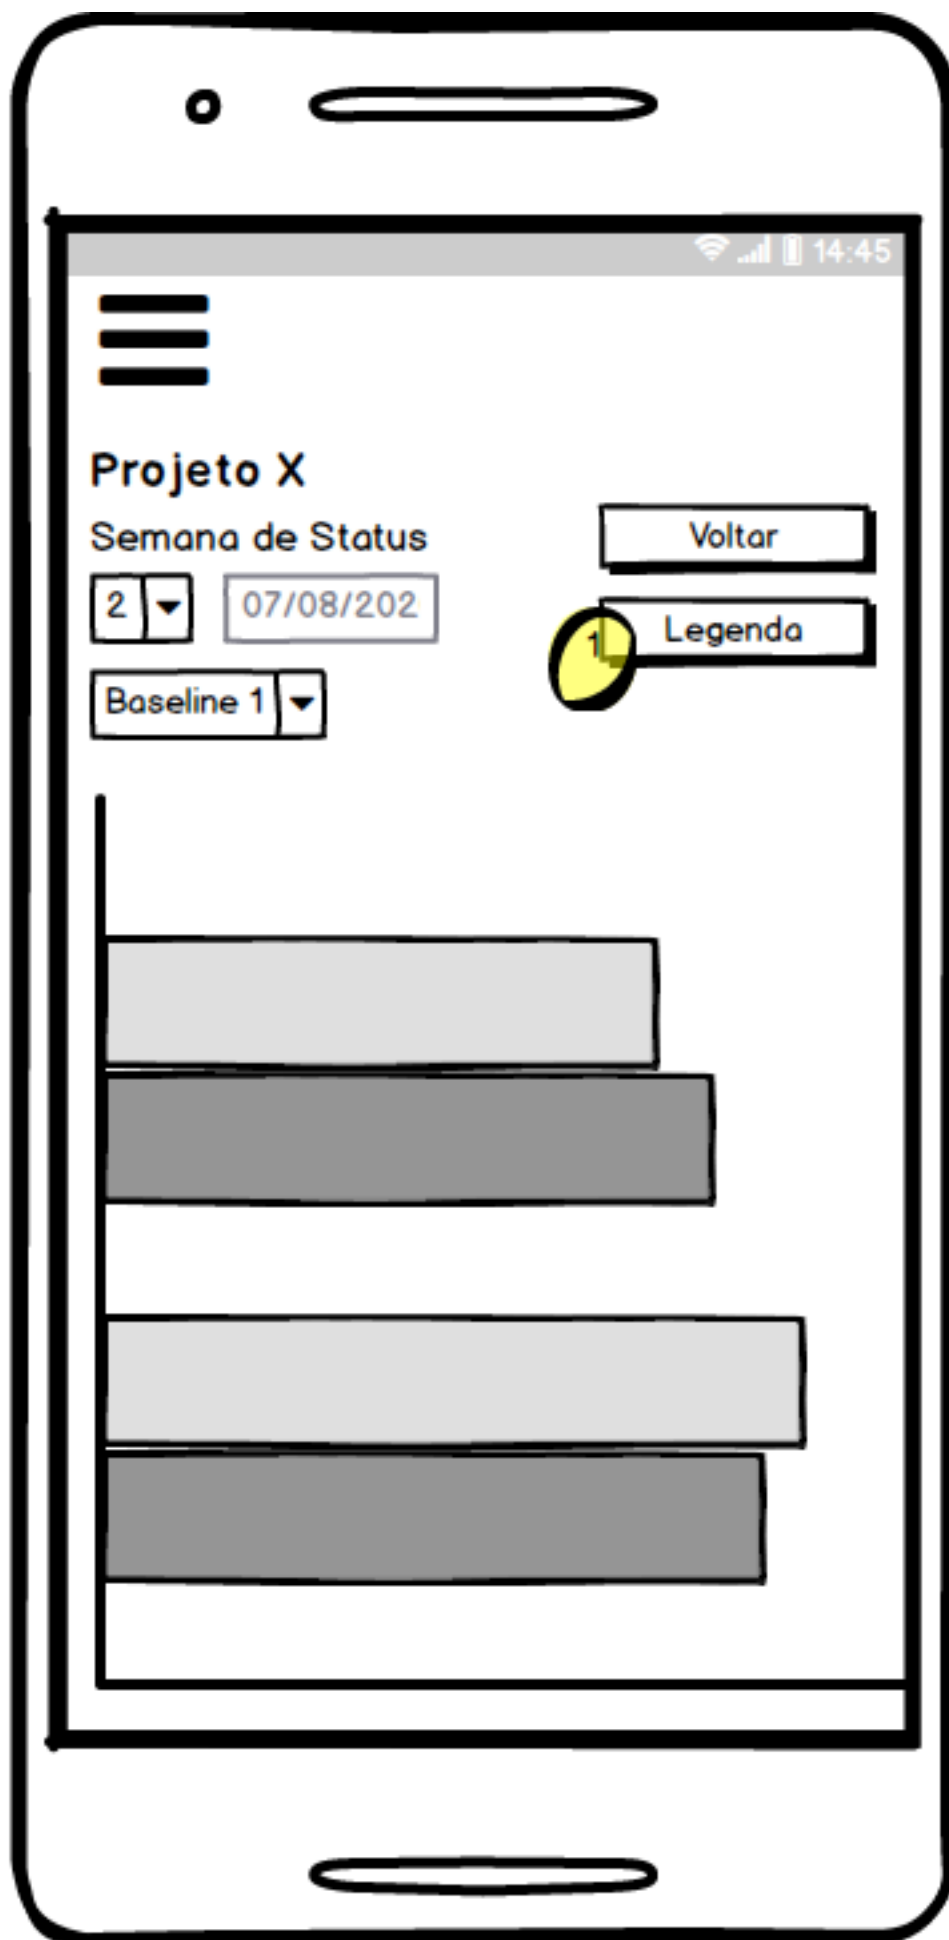 14:45
Projeto X
Semana de Status
Voltar
2
07/08/202
1
Legenda
Baseline 1